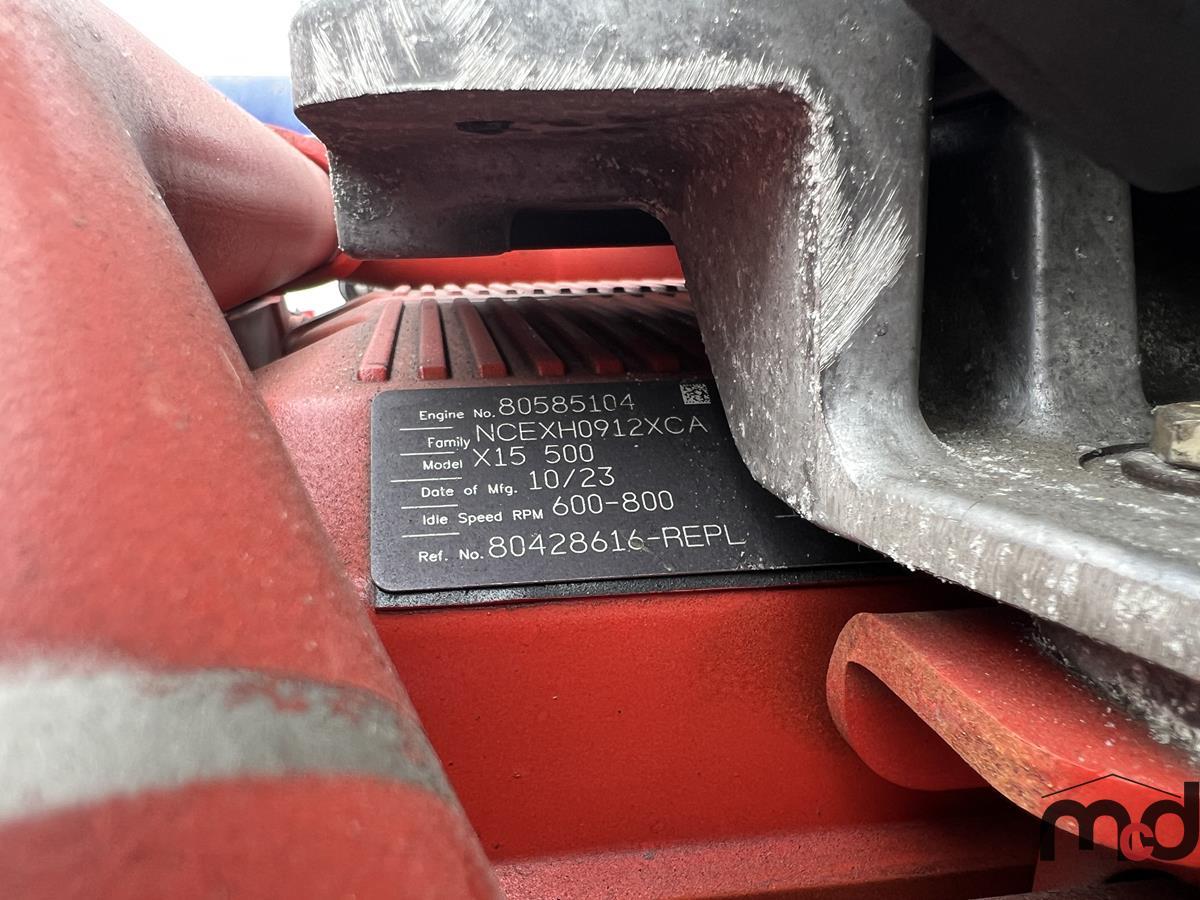 Engine No. 80585104
Family NCEXH0912XCA
Model X15 500
Date of Mfg. 10/23
Idle Speed RPM 600-800
Ref. No. 80428616-REPL
mcd